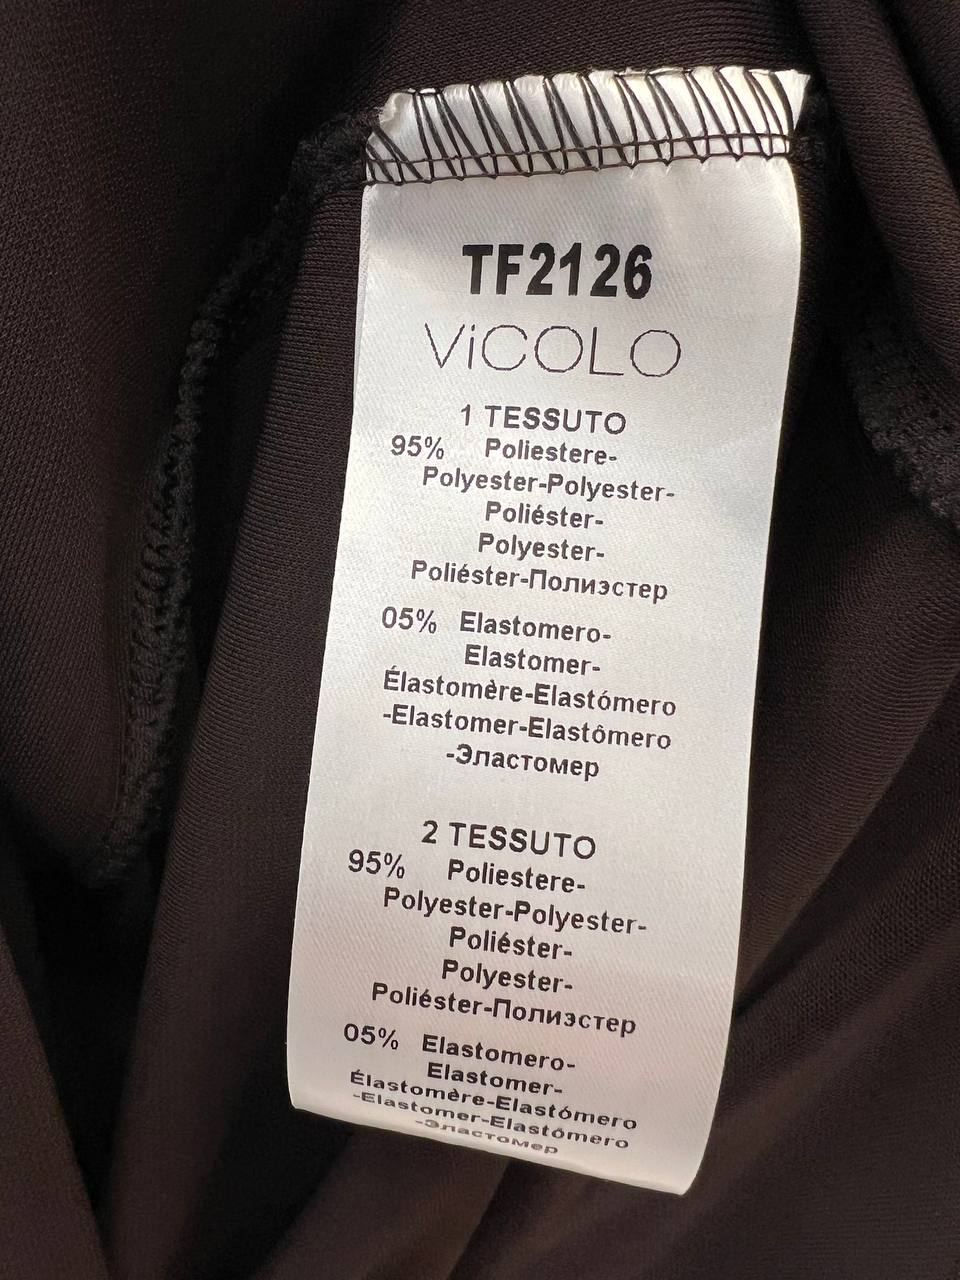 TF2126
ViCOLO
1 TESSUTO
95% Poliestere-
Polyester-Polyester-
Poliéster-
Polyester-
Poliéster-Полиэстер
05% Elastomero-
Elastomer-
Élastomère-Elastómero
-Elastomer-Elastômero
-Эластомер
2 TESSUTO
95% Poliestere-
Polyester-Polyester-
Poliéster-
Polyester-
Poliéster-Полиэстер
05% Elastomero-
Elastomer-
Élastomère-Elastómero
-Elastomer-Elastômero
-Эластомер